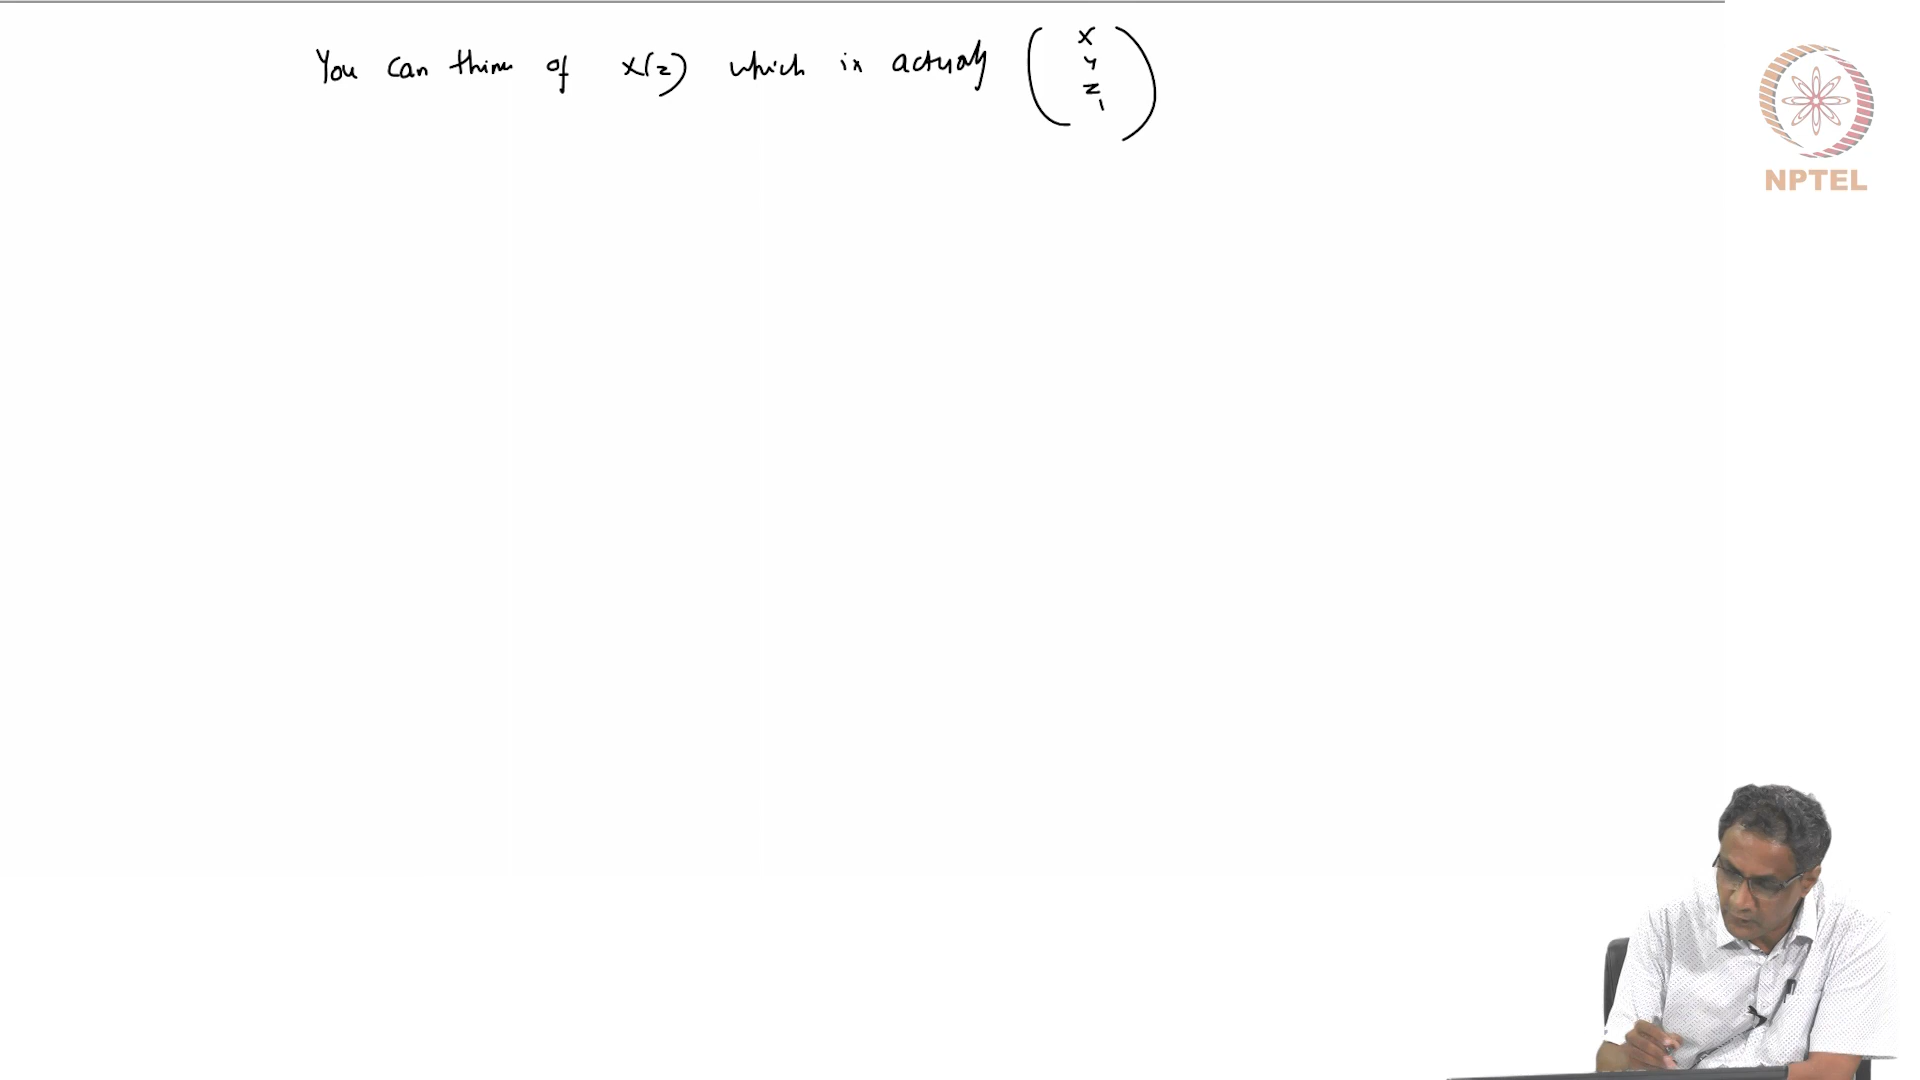 You can think of X(z) which is actually ( X
Y
Z
1 )
NPTEL